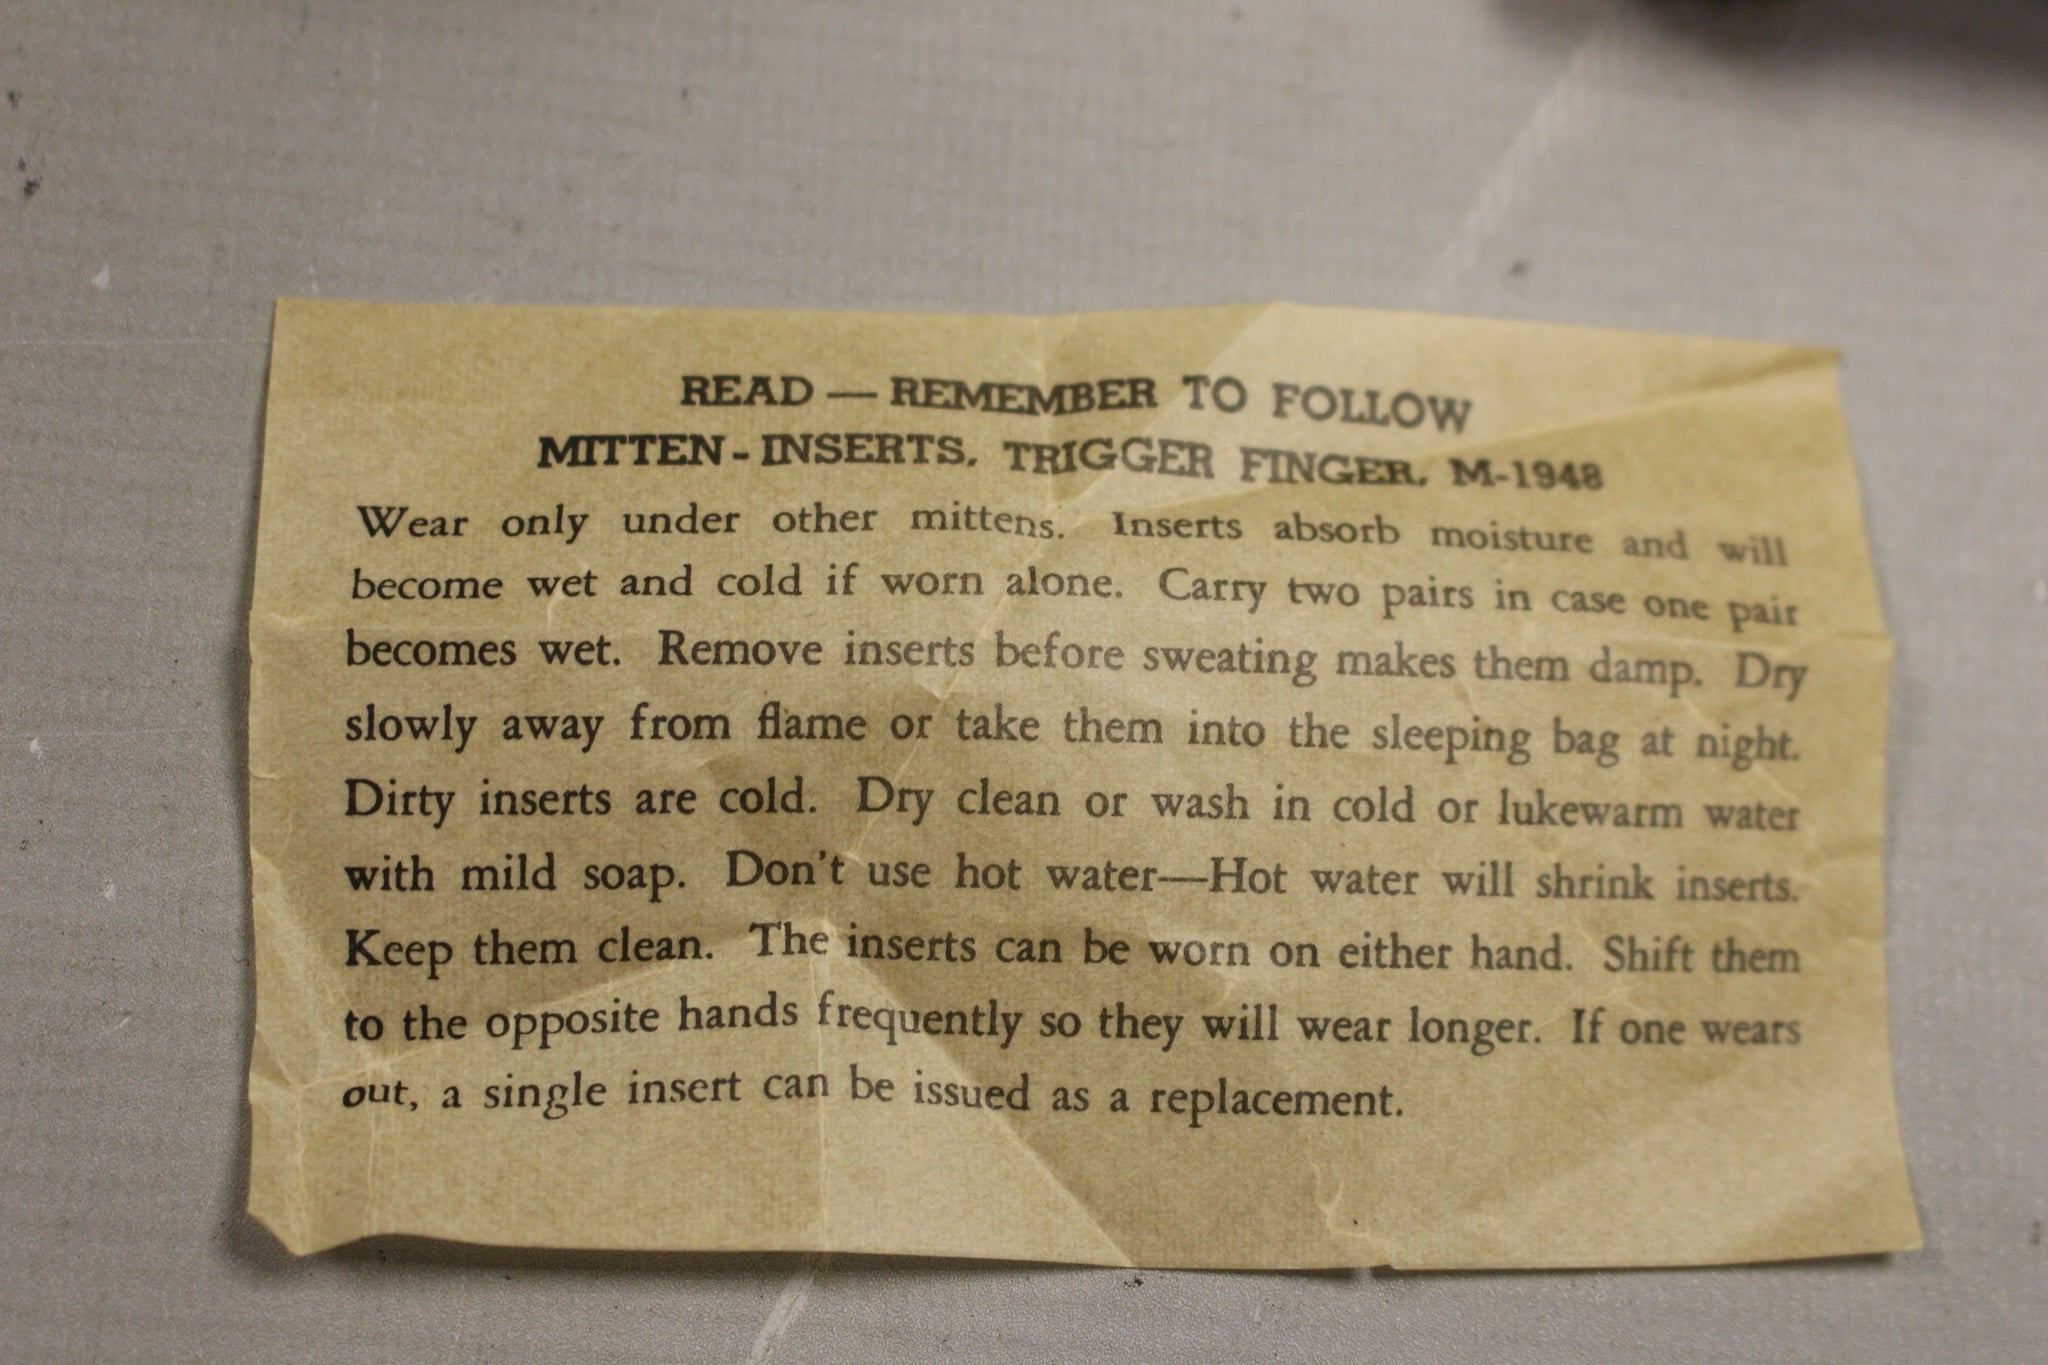 READ — REMEMBER TO FOLLOW
MITTEN-INSERTS, TRIGGER FINGER, M-1948
Wear only under other mittens. Inserts absorb moisture and will
become wet and cold if worn alone. Carry two pairs in case one pair
becomes wet. Remove inserts before sweating makes them damp. Dry
slowly away from flame or take them into the sleeping bag at night.
Dirty inserts are cold. Dry clean or wash in cold or lukewarm water
with mild soap. Don't use hot water—Hot water will shrink inserts.
Keep them clean. The inserts can be worn on either hand. Shift them
to the opposite hands frequently so they will wear longer. If one wears
out, a single insert can be issued as a replacement.